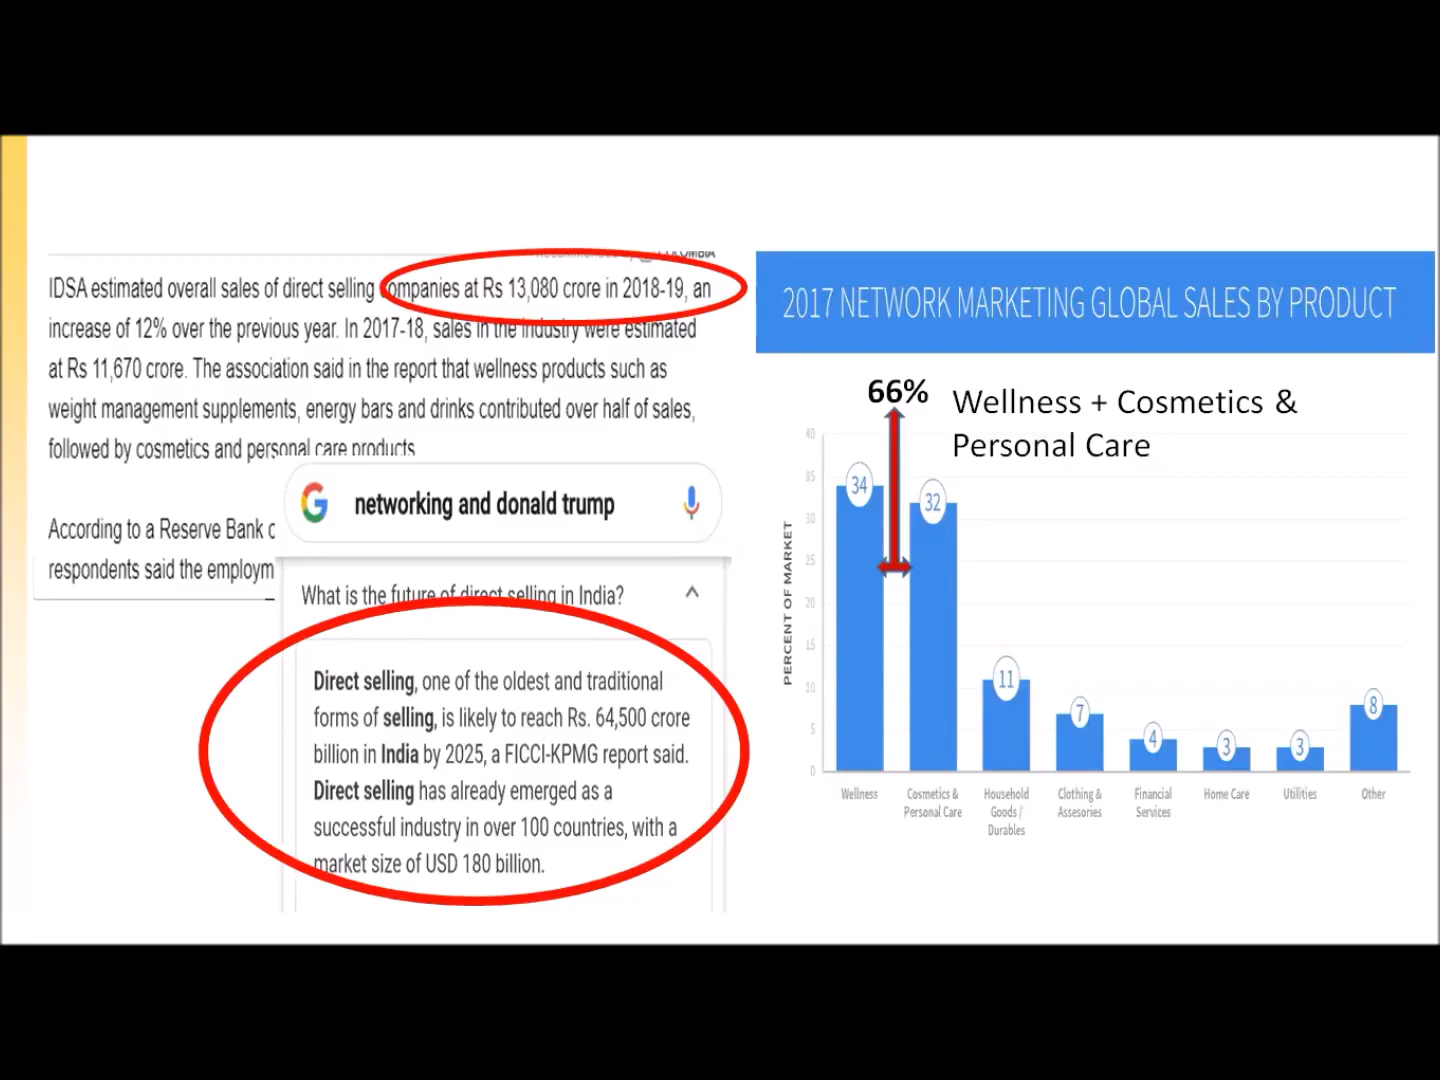 IDSA estimated overall sales of direct selling companies at Rs 13,080 crore in 2018-19, an
increase of 12% over the previous year. In 2017-18, sales in the industry were estimated
at Rs 11,670 crore. The association said in the report that wellness products such as
weight management supplements, energy bars and drinks contributed over half of sales,
followed by cosmetics and personal care products
According to a Reserve Bank
respondents said the employm
networking and donald trump
What is the future of direct selling in India?
Direct selling, one of the oldest and traditional
forms of selling, is likely to reach Rs. 64,500 crore
billion in India by 2025, a FICCI-KPMG report said.
Direct selling has already emerged as a
successful industry in over 100 countries, with a
market size of USD 180 billion.
2017 NETWORK MARKETING GLOBAL SALES BY PRODUCT
66%
Wellness + Cosmetics &
Personal Care
PERCENT OF MARKET
40
35
30
25
20
15
10
5
0
34
32
11
7
4
3
3
8
Wellness
Cosmetics &
Personal Care
Household
Goods /
Durables
Clothing &
Assesories
Financial
Services
Home Care
Utilities
Other